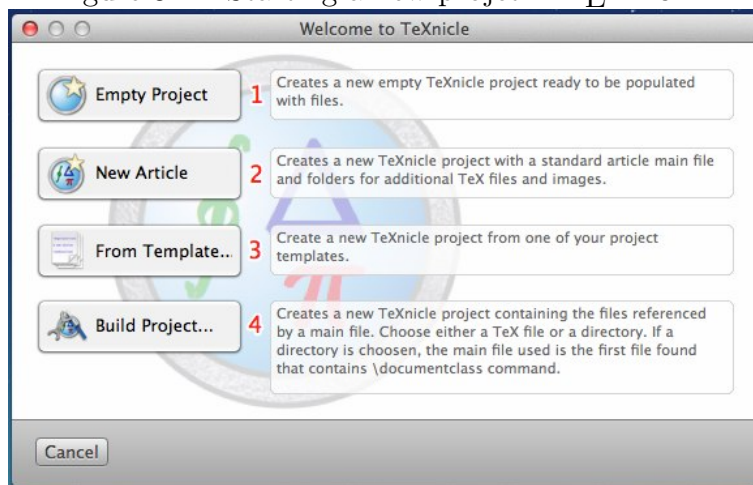 Welcome to TeXnicle
Empty Project
1
Creates a new empty TeXnicle project ready to be populated
with files.
New Article
2
Creates a new TeXnicle project with a standard article main file
and folders for additional TeX files and images.
From Template...
3
Create a new TeXnicle project from one of your project
templates.
Build Project...
4
Creates a new TeXnicle project containing the files referenced
by a main file. Choose either a TeX file or a directory. If a
directory is choosen, the main file used is the first file found
that contains \documentclass command.
Cancel